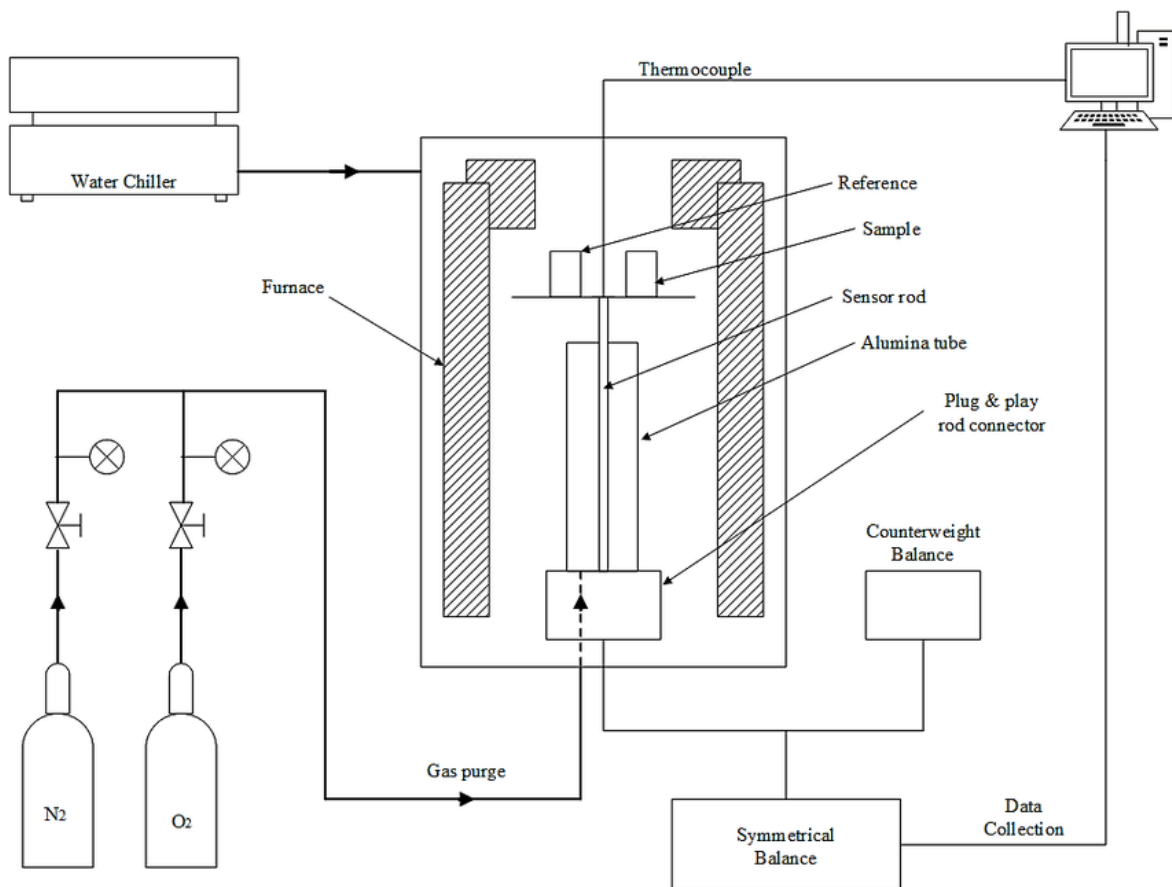 Thermocouple
Water Chiller
Reference
Sample
Furnace
Sensor rod
Alumina tube
Plug & play
rod connector
Counterweight
Balance
Gas purge
N2
O2
Symmetrical
Balance
Data
Collection